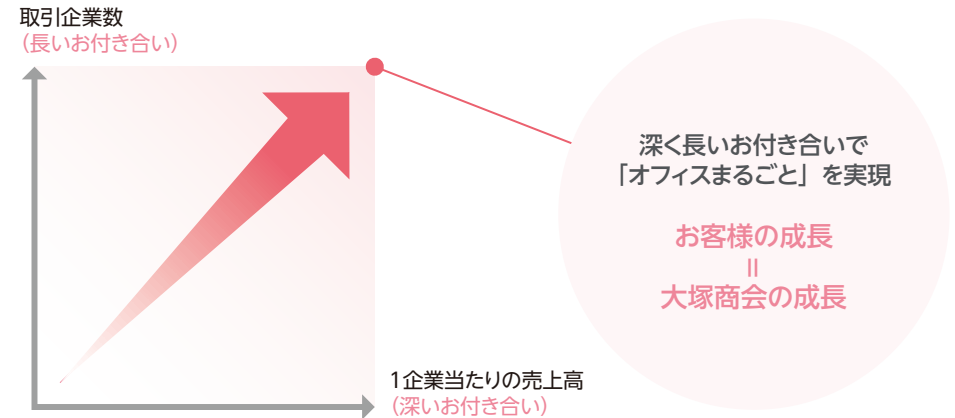 取引企業数
（長いお付き合い）
深く長いお付き合いで
「オフィスまるごと」を実現
お客様の成長
＝
大塚商会の成長
1企業当たりの売上高
（深いお付き合い）